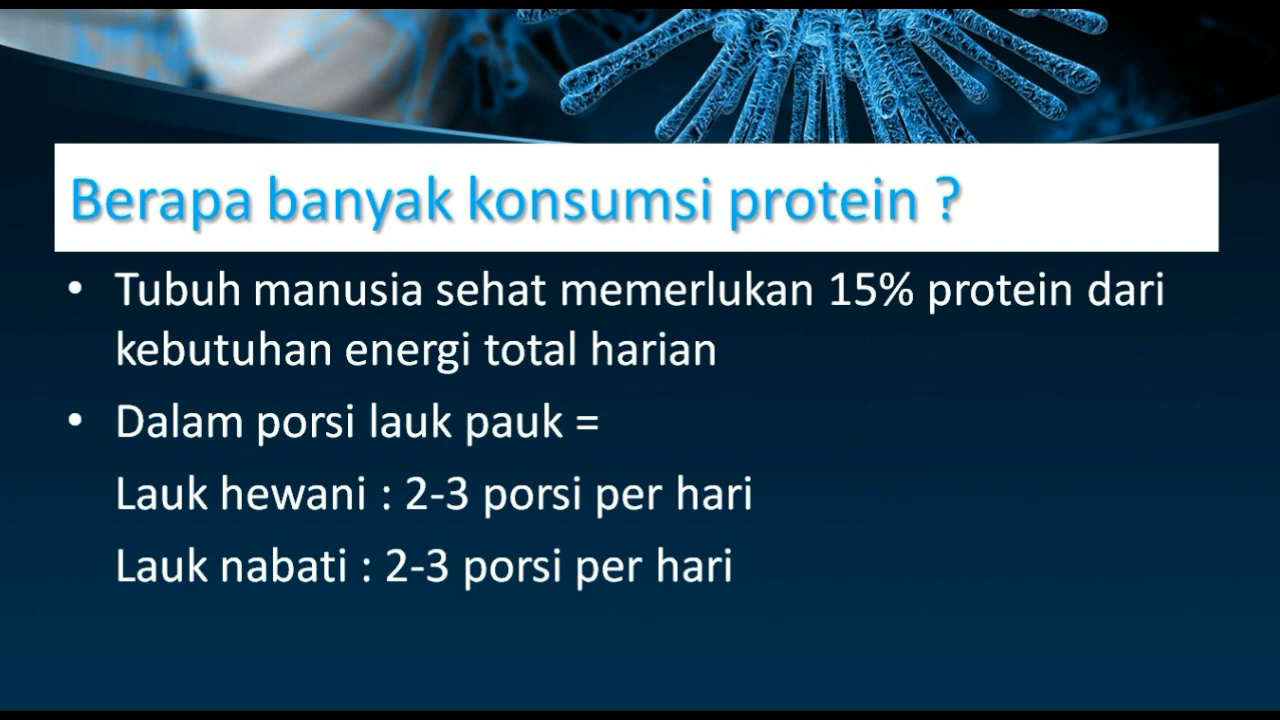 Berapa banyak konsumsi protein ?
• Tubuh manusia sehat memerlukan 15% protein dari
kebutuhan energi total harian
• Dalam porsi lauk pauk =
Lauk hewani : 2-3 porsi per hari
Lauk nabati : 2-3 porsi per hari